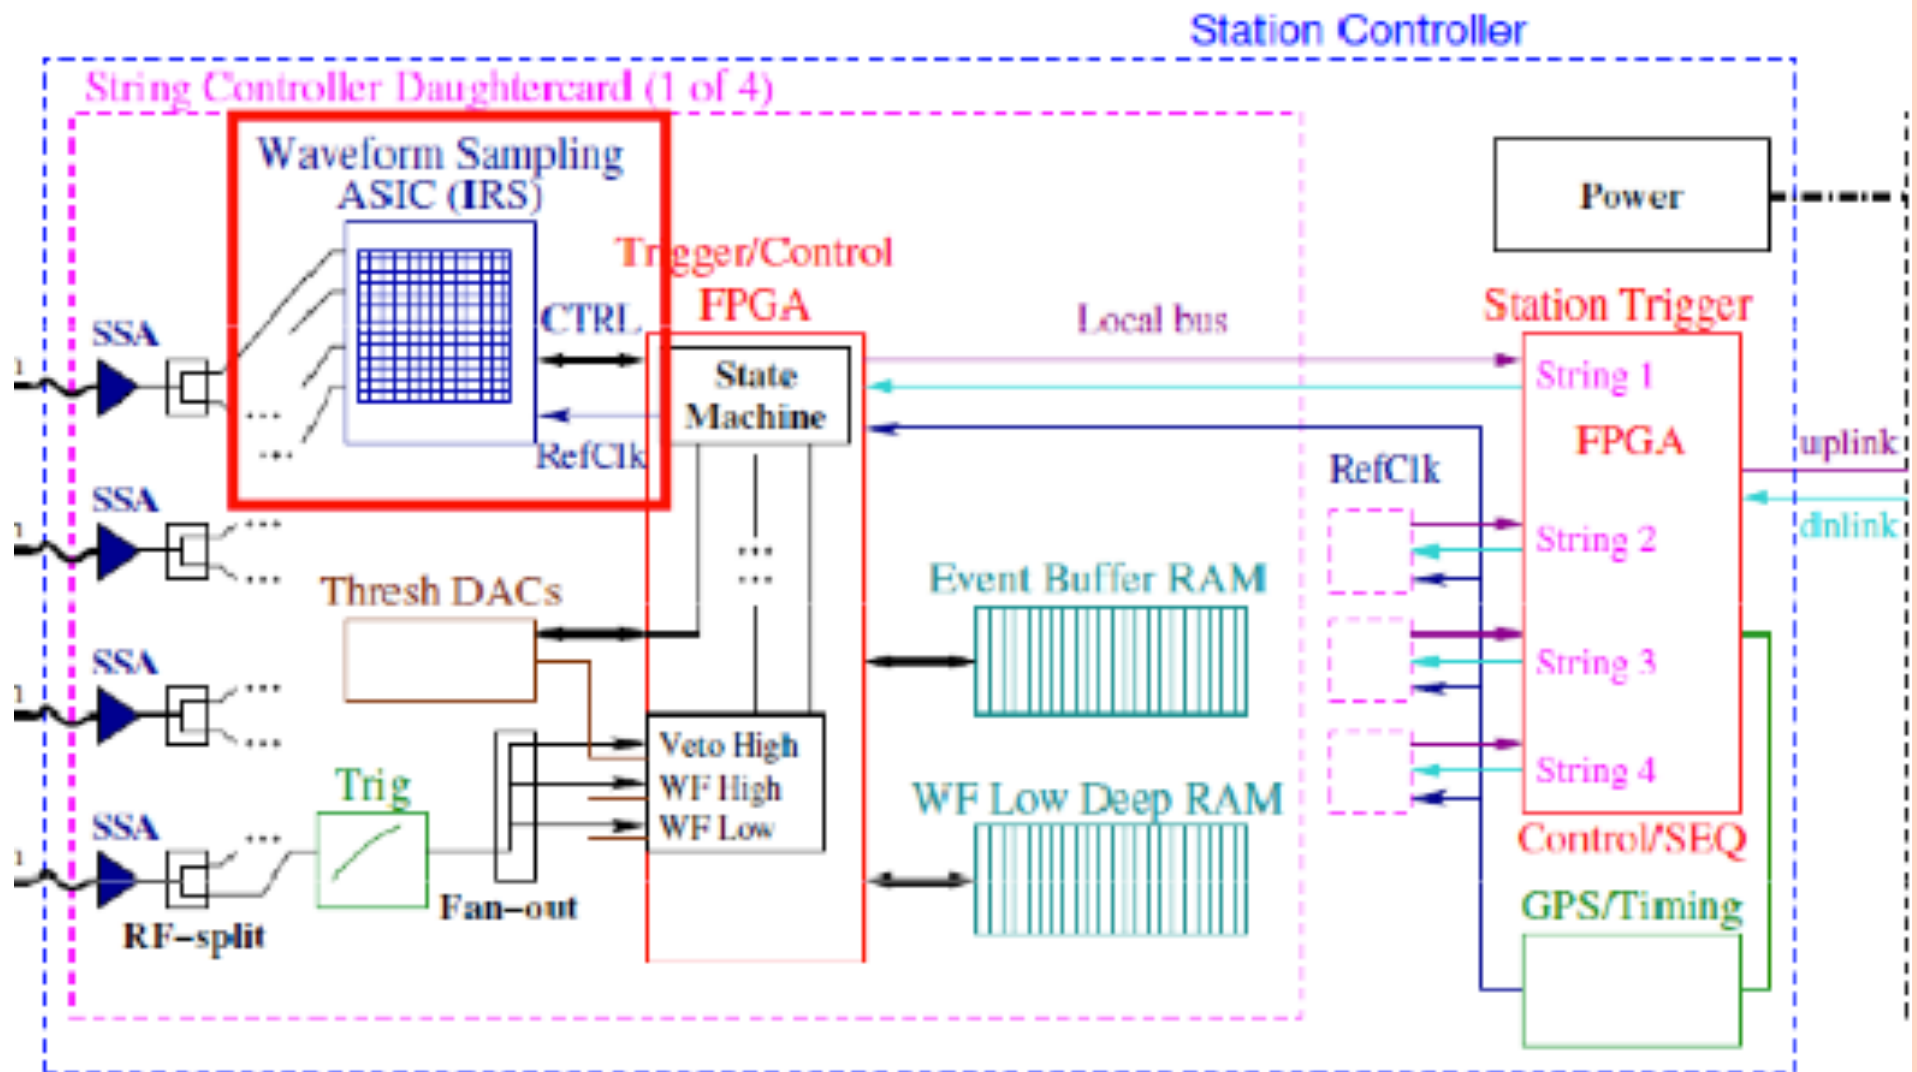 Station Controller
String Controller Daughtercard (1 of 4)
Waveform Sampling
ASIC (IRS)
Power
Trigger/Control
FPGA
CTRL
Local bus
Station Trigger
SSA
State
Machine
String 1
FPGA
RefClk
RefClk
uplink
dnlink
SSA
String 2
Thresh DACs
Event Buffer RAM
SSA
String 3
Veto High
WF High
WF Low
String 4
Trig
WF Low Deep RAM
SSA
Control/SEQ
Fan-out
GPS/Timing
RF-split